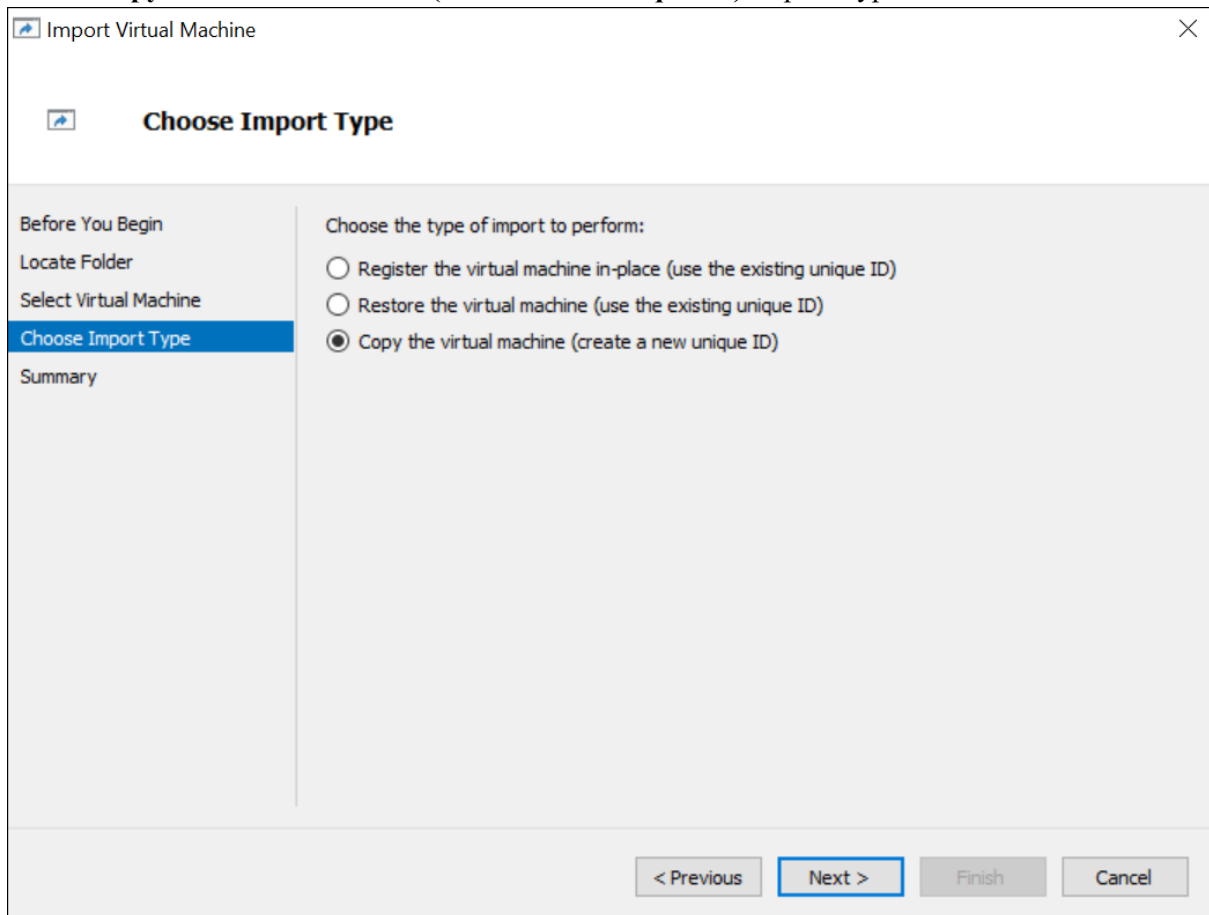 Import Virtual Machine
Choose Import Type
Before You Begin
Locate Folder
Select Virtual Machine
Choose Import Type
Summary
Choose the type of import to perform:
Register the virtual machine in-place (use the existing unique ID)
Restore the virtual machine (use the existing unique ID)
Copy the virtual machine (create a new unique ID)
< Previous Next > Finish Cancel